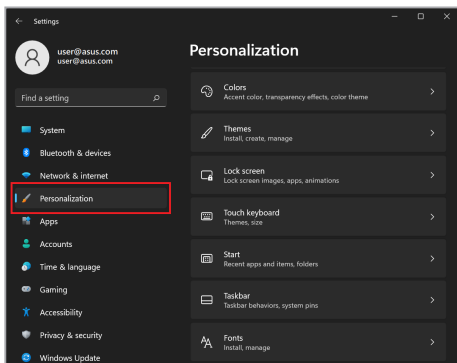 Settings
user@asus.com
user@asus.com
Find a setting
System
Bluetooth & devices
Network & internet
Personalization
Apps
Accounts
Time & language
Gaming
Accessibility
Privacy & security
Windows Update
Personalization
Colors
Accent color, transparency effects, color theme
Themes
Install, create, manage
Lock screen
Lock screen images, apps, animations
Touch keyboard
Themes, size
Start
Recent apps and items, folders
Taskbar
Taskbar behaviors, system pins
Fonts
Install, manage